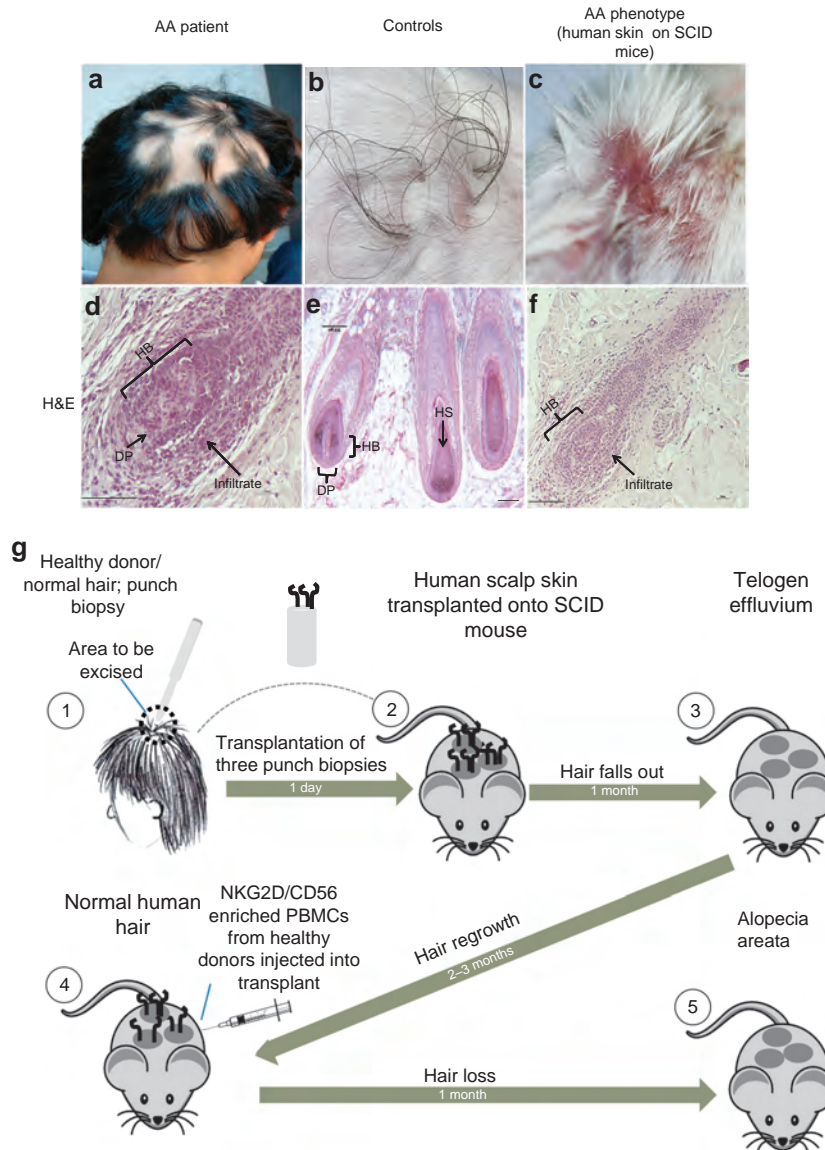 AA patient
Controls
AA phenotype
(human skin on SCID
mice)
a
b
c
H&E
d
HB
DP
Infiltrate
e
HS
HB
DP
f
HB
Infiltrate
g
Healthy donor/
normal hair; punch
biopsy
Area to be
excised
1
Transplantation of
three punch biopsies
1 day
Human scalp skin
transplanted onto SCID
mouse
2
Hair falls out
1 month
Telogen
effluvium
3
Hair regrowth
2–3 months
Normal human
hair
4
NKG2D/CD56
enriched PBMCs
from healthy
donors injected into
transplant
Hair loss
1 month
Alopecia
areata
5